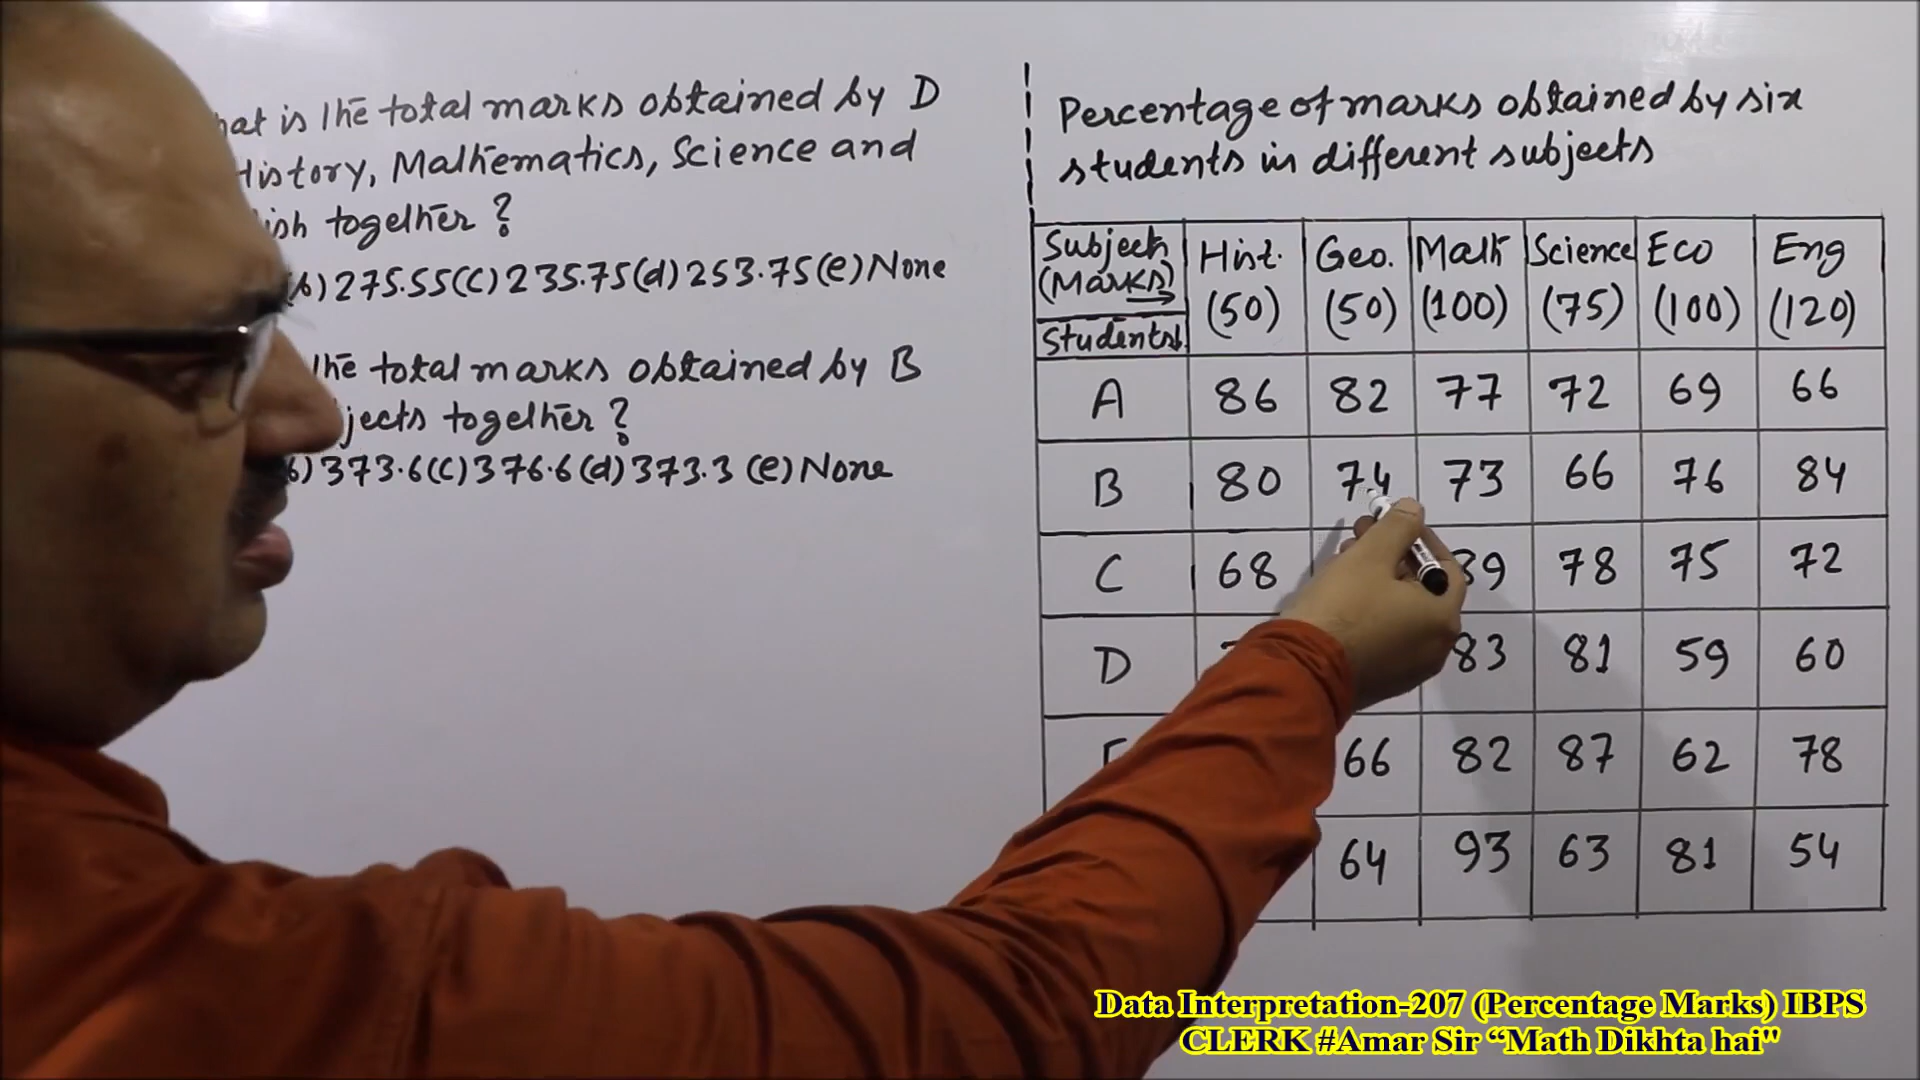 is the total marks obtained by D
History, Mathematics, Science and
together ?
(b) 275.55 (c) 235.75 (d) 253.75 (e) None
the total marks obtained by B
together ?
373.6 (c) 376.6 (d) 373.3 (e) None
Percentage of marks obtained by six
students in different subjects
Subject (Marks) → Hist. (50) Geo. (50) Math (100) Science (75) Eco (100) Eng (120)
Students ↓
A 86 82 77 72 69 66
B 80 74 73 66 76 84
C 68 78 75 72
D 83 81 59 60
66 82 87 62 78
64 93 63 81 54
Data Interpretation-207 (Percentage Marks) IBPS
CLERK #Amar Sir “Math Dikhta hai"